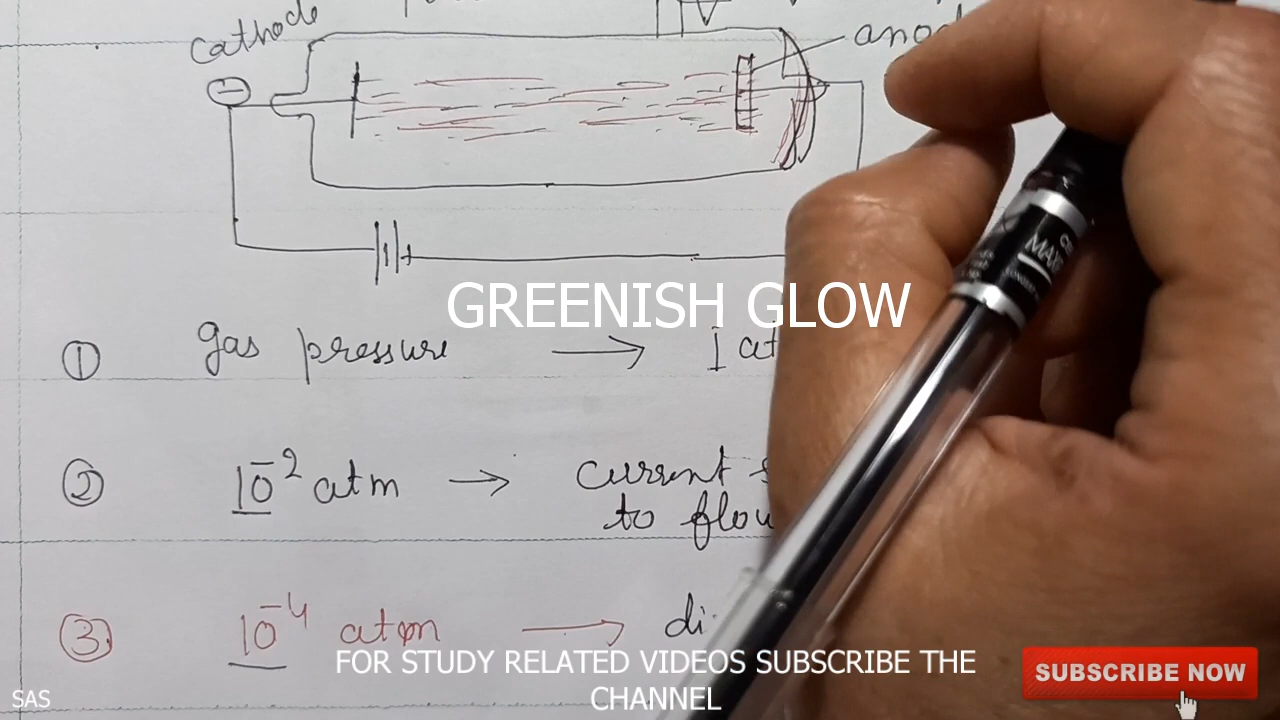 cathode
anod
GREENISH GLOW
① gas pressure → 1 at
② 10⁻² atm → current s
to flow
③ 10⁻⁴ atm → di
FOR STUDY RELATED VIDEOS SUBSCRIBE THE
CHANNEL
SUBSCRIBE NOW
SAS